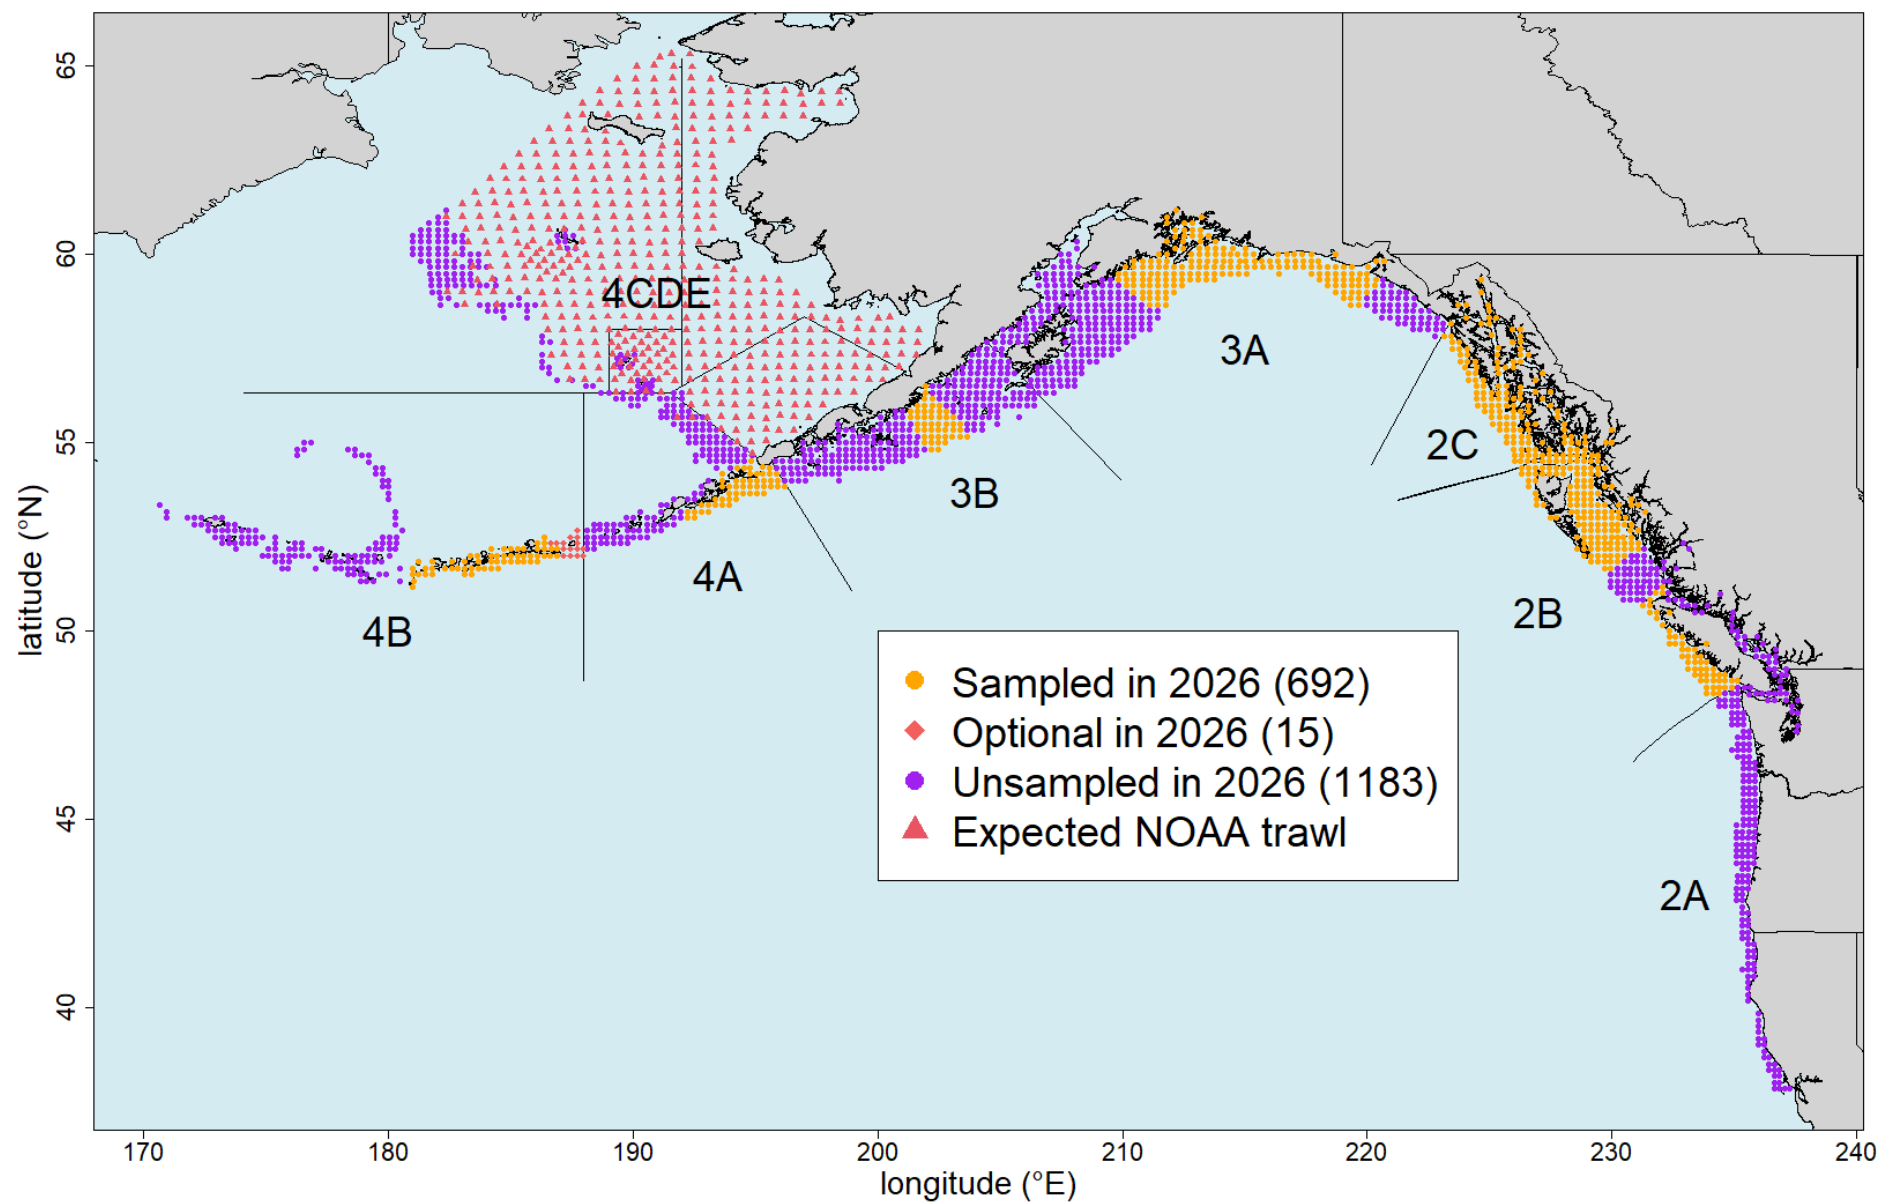 65
60
55
50
45
40
latitude (°N)
4CDE
3A
2C
3B
4A
2B
4B
2A
Sampled in 2026 (692)
Optional in 2026 (15)
Unsampled in 2026 (1183)
Expected NOAA trawl
170
180
190
200
210
220
230
240
longitude (°E)